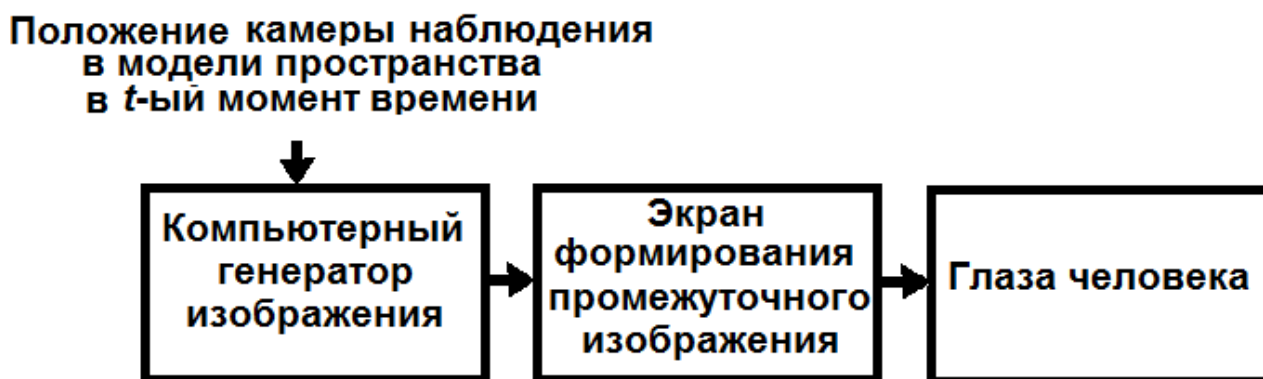 Положение камеры наблюдения
в модели пространства
в t-ый момент времени
Компьютерный
генератор
изображения
Экран
формирования
промежуточного
изображения
Глаза человека